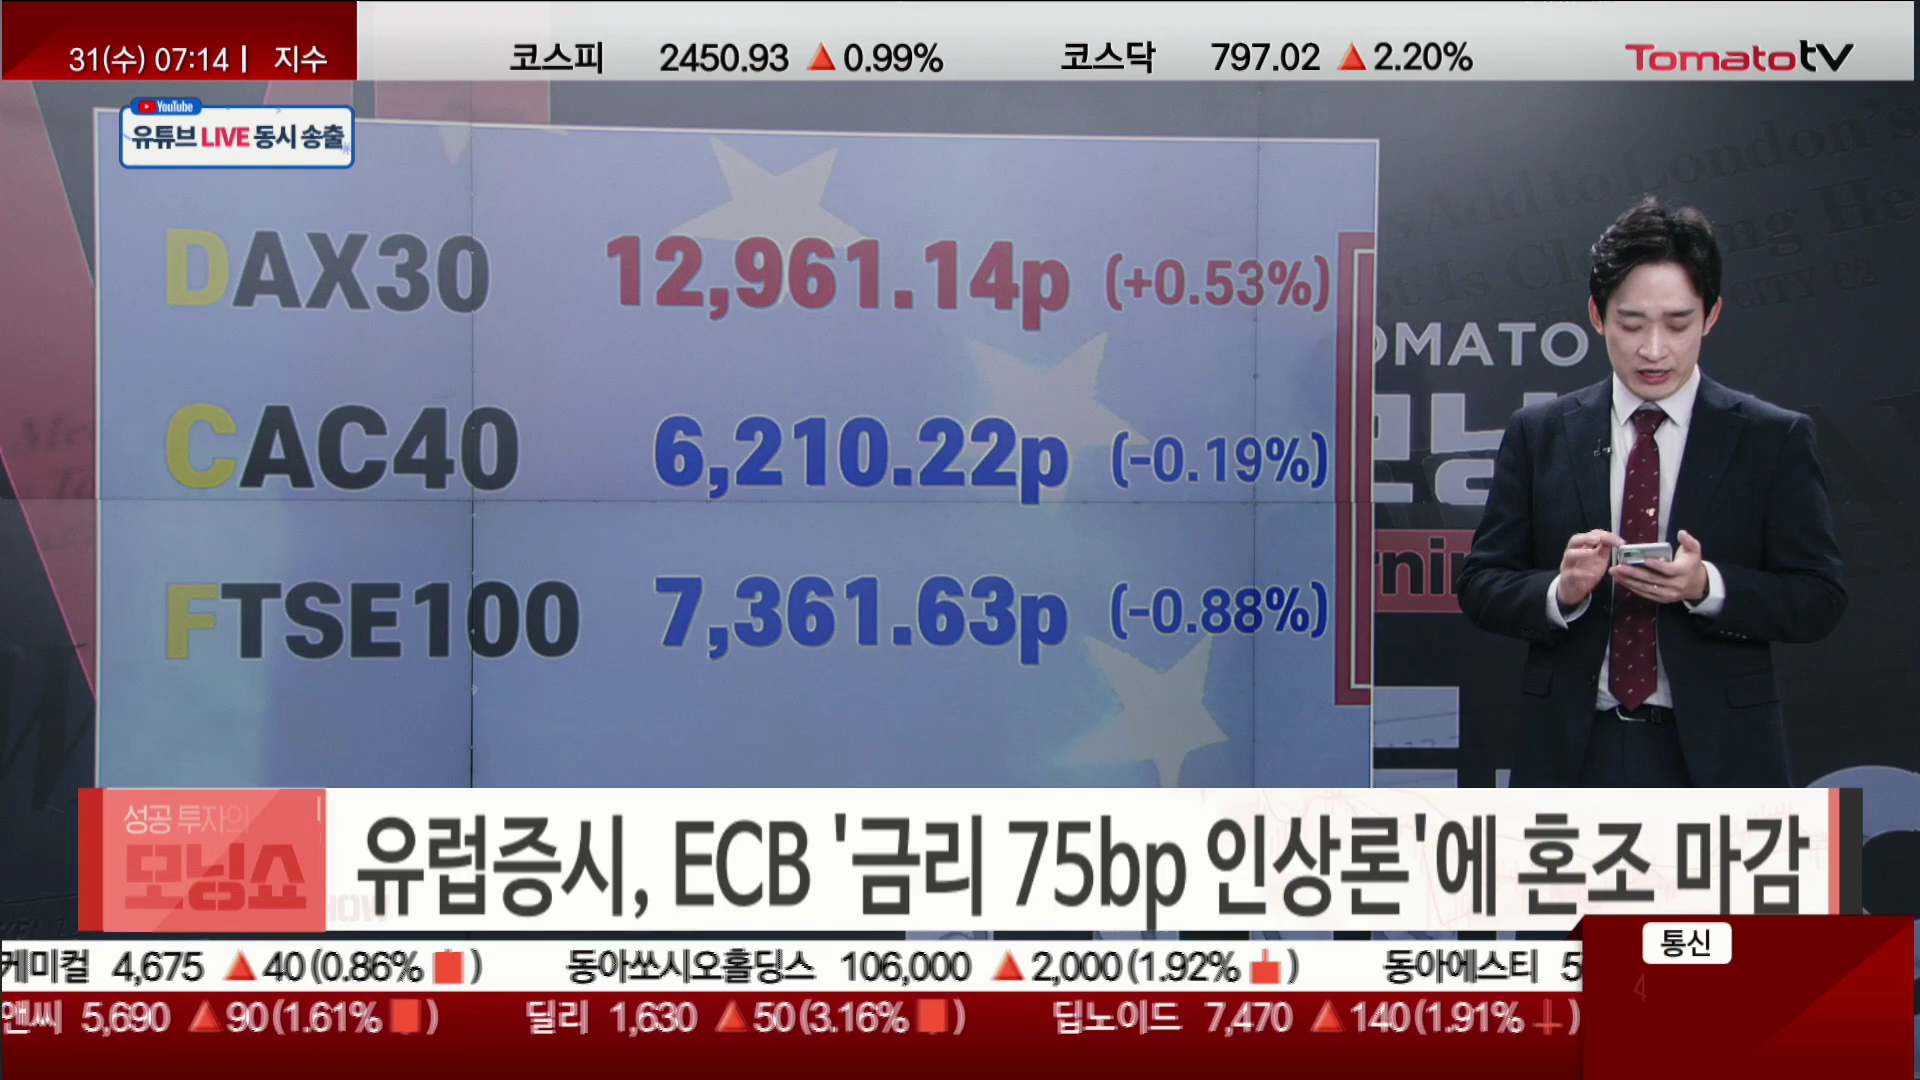 31(수) 07:14 | 지수 코스피 2450.93 ▲0.99% 코스닥 797.02 ▲2.20% Tomatotv
YouTube
유튜브 LIVE 동시 송출
DAX30 12,961.14p (+0.53%)
CAC40 6,210.22p (-0.19%)
FTSE100 7,361.63p (-0.88%)
OMATO
성공 투자의
모닝쇼
유럽증시, ECB '금리 75bp 인상론'에 혼조 마감
케미컬 4,675 ▲40(0.86%) 동아쏘시오홀딩스 106,000 ▲2,000(1.92%) 동아에스티 5
통신
앤씨 5,690 ▲90(1.61%) 딜리 1,630 ▲50(3.16%) 딥노이드 7,470 ▲140(1.91%)